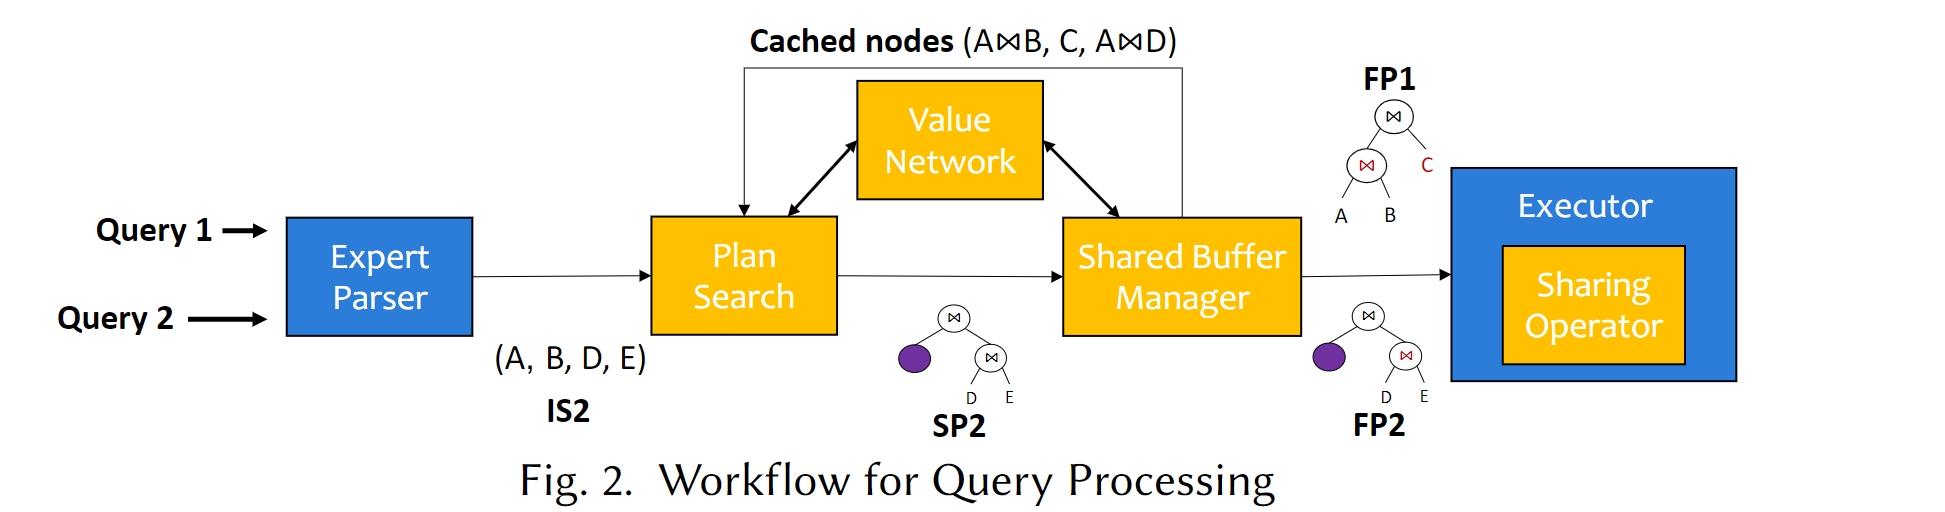 Cached nodes (A⋈B, C, A⋈D)
FP1
⋈
⋈
C
A
B
Value
Network
Query 1
Query 2
Expert
Parser
Plan
Search
Shared Buffer
Manager
Executor
Sharing
Operator
(A, B, D, E)
IS2
⋈
⋈
D
E
SP2
⋈
⋈
D
E
FP2
Fig. 2. Workflow for Query Processing